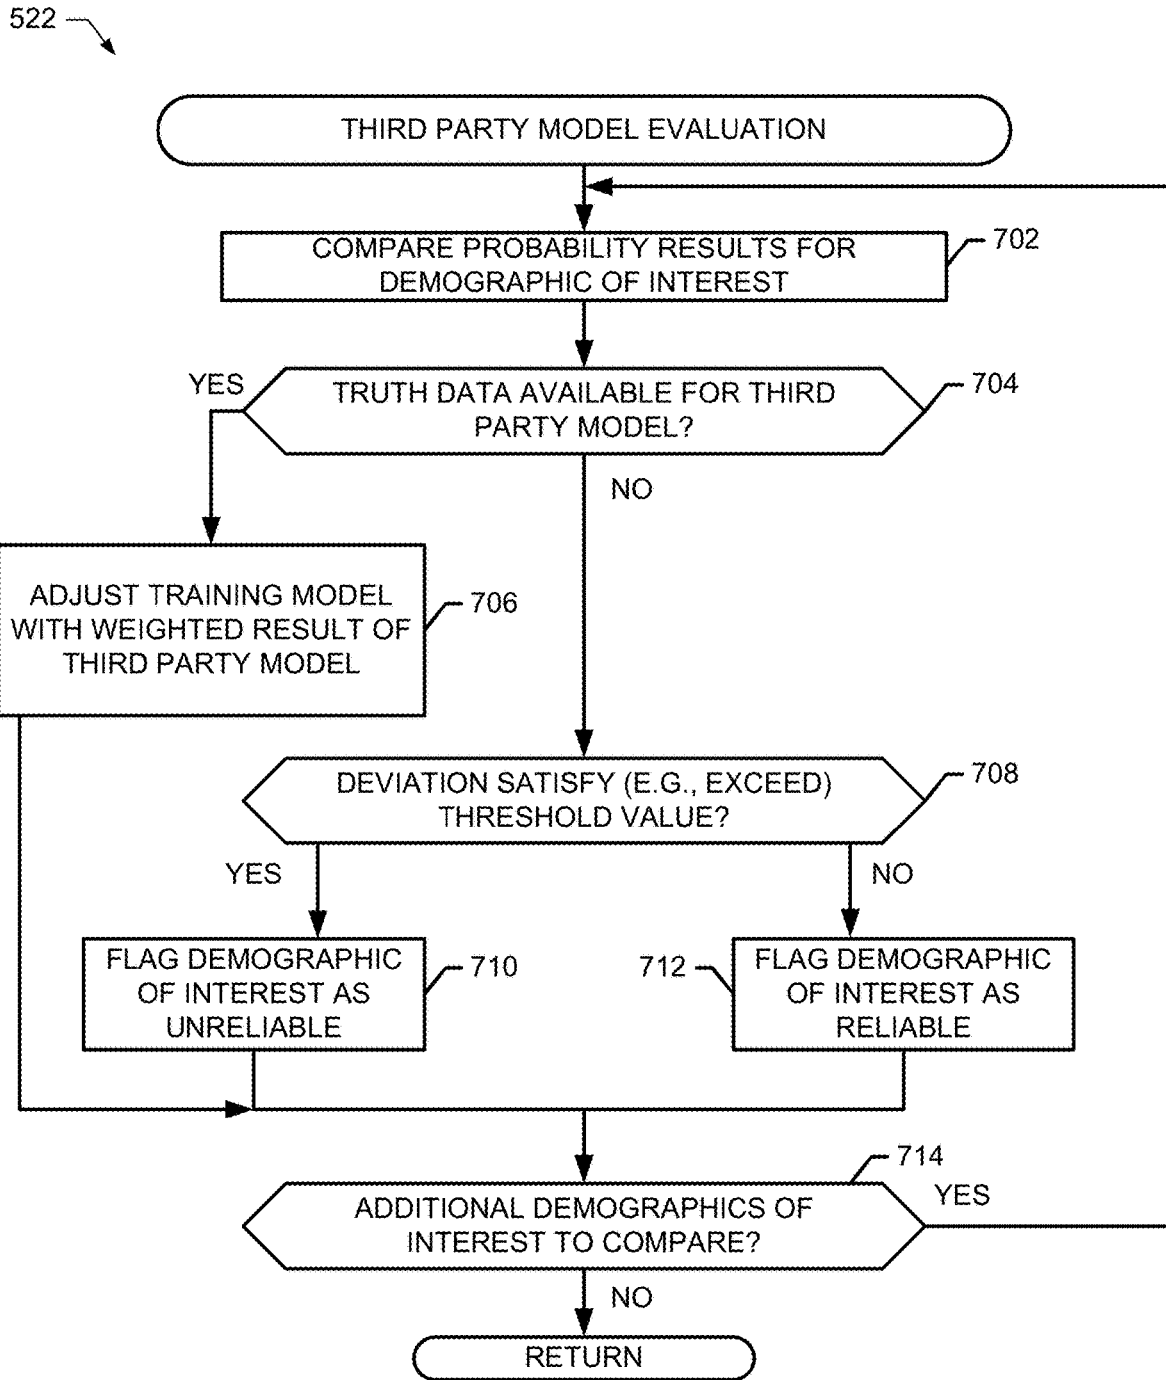 522
THIRD PARTY MODEL EVALUATION
COMPARE PROBABILITY RESULTS FOR
DEMOGRAPHIC OF INTEREST
702
YES
TRUTH DATA AVAILABLE FOR THIRD
PARTY MODEL?
704
NO
ADJUST TRAINING MODEL
WITH WEIGHTED RESULT OF
THIRD PARTY MODEL
706
DEVIATION SATISFY (E.G., EXCEED)
THRESHOLD VALUE?
708
YES
NO
FLAG DEMOGRAPHIC
OF INTEREST AS
UNRELIABLE
710
712
FLAG DEMOGRAPHIC
OF INTEREST AS
RELIABLE
714
ADDITIONAL DEMOGRAPHICS OF
INTEREST TO COMPARE?
YES
NO
RETURN